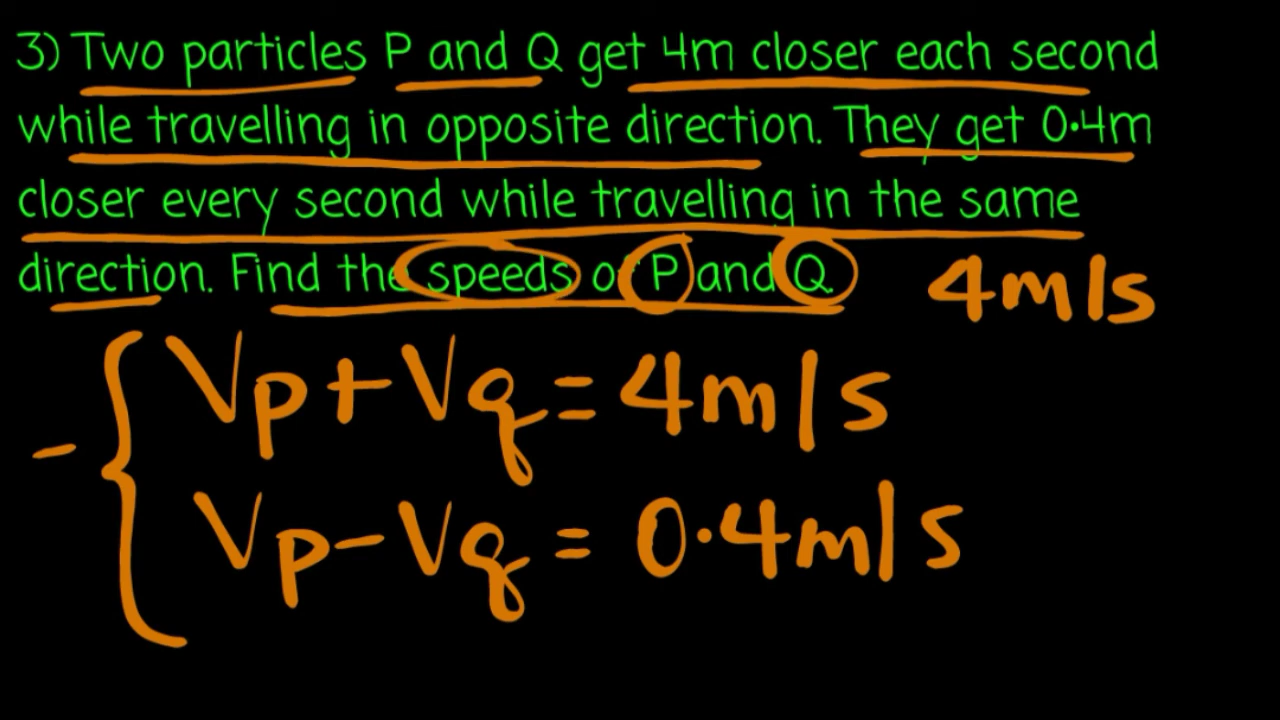 3) Two particles P and Q get 4m closer each second
while travelling in opposite direction. They get 0·4m
closer every second while travelling in the same
direction. Find the speeds of P and Q.
4m/s
Vp+Vq=4m/s
-
Vp-Vq= 0·4m/s